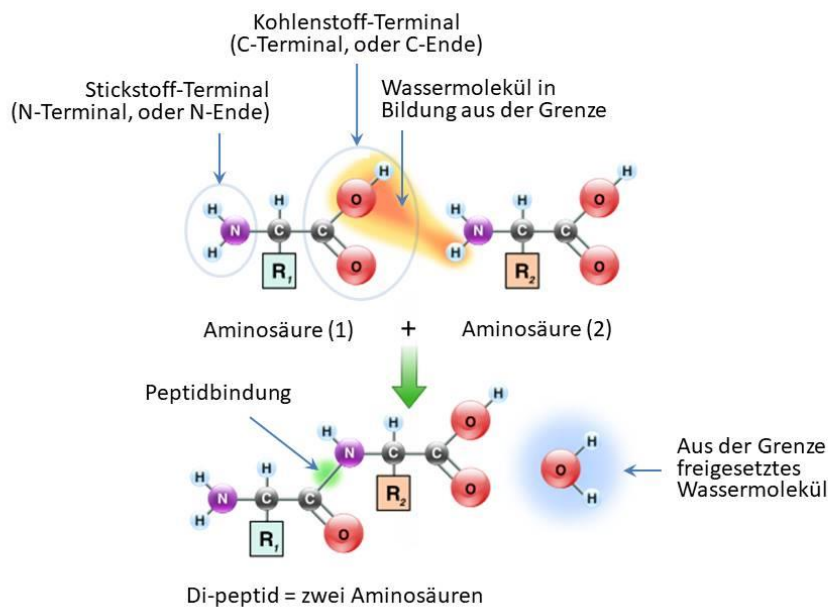 Kohlenstoff-Terminal
(C-Terminal, oder C-Ende)
Stickstoff-Terminal
(N-Terminal, oder N-Ende)
Wassermolekül in
Bildung aus der Grenze
H
H
H
H
H
O
O
N
C
C
N
C
C
H
H
O
O
R₁
R₂
Aminosäure (1)
+
Aminosäure (2)
Peptidbindung
H
H
H
O
H
N
C
C
H
O
H
O
Aus der Grenze
freigesetztes
Wassermolekül
H
N
C
C
R₂
H
H
O
R₁
Di-peptid = zwei Aminosäuren